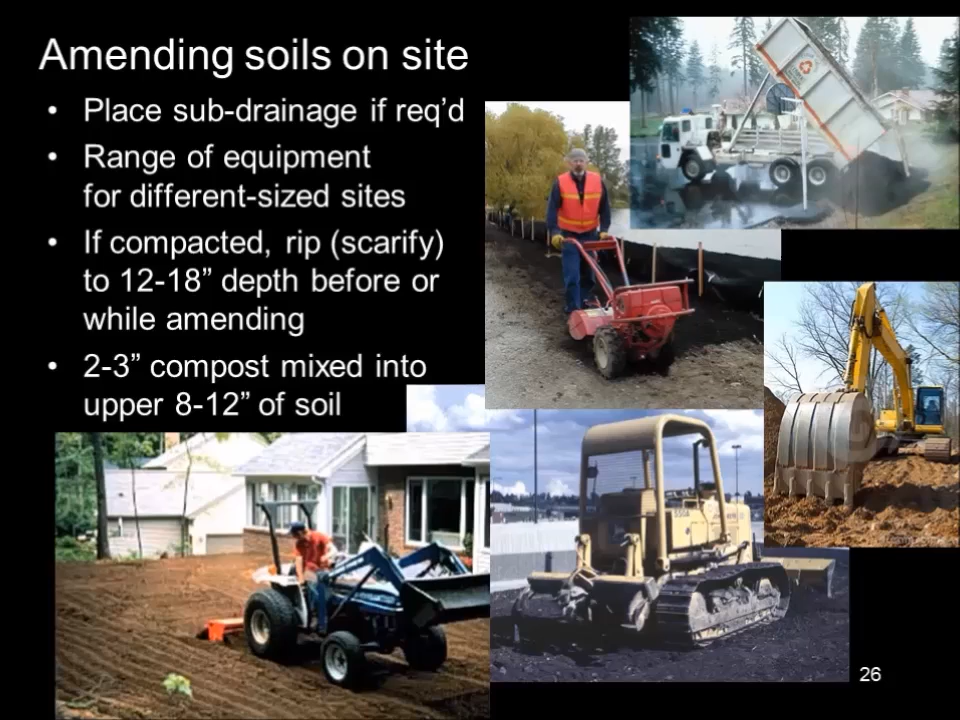 Amending soils on site
• Place sub-drainage if req’d
• Range of equipment
for different-sized sites
• If compacted, rip (scarify)
to 12-18” depth before or
while amending
• 2-3” compost mixed into
upper 8-12” of soil
26